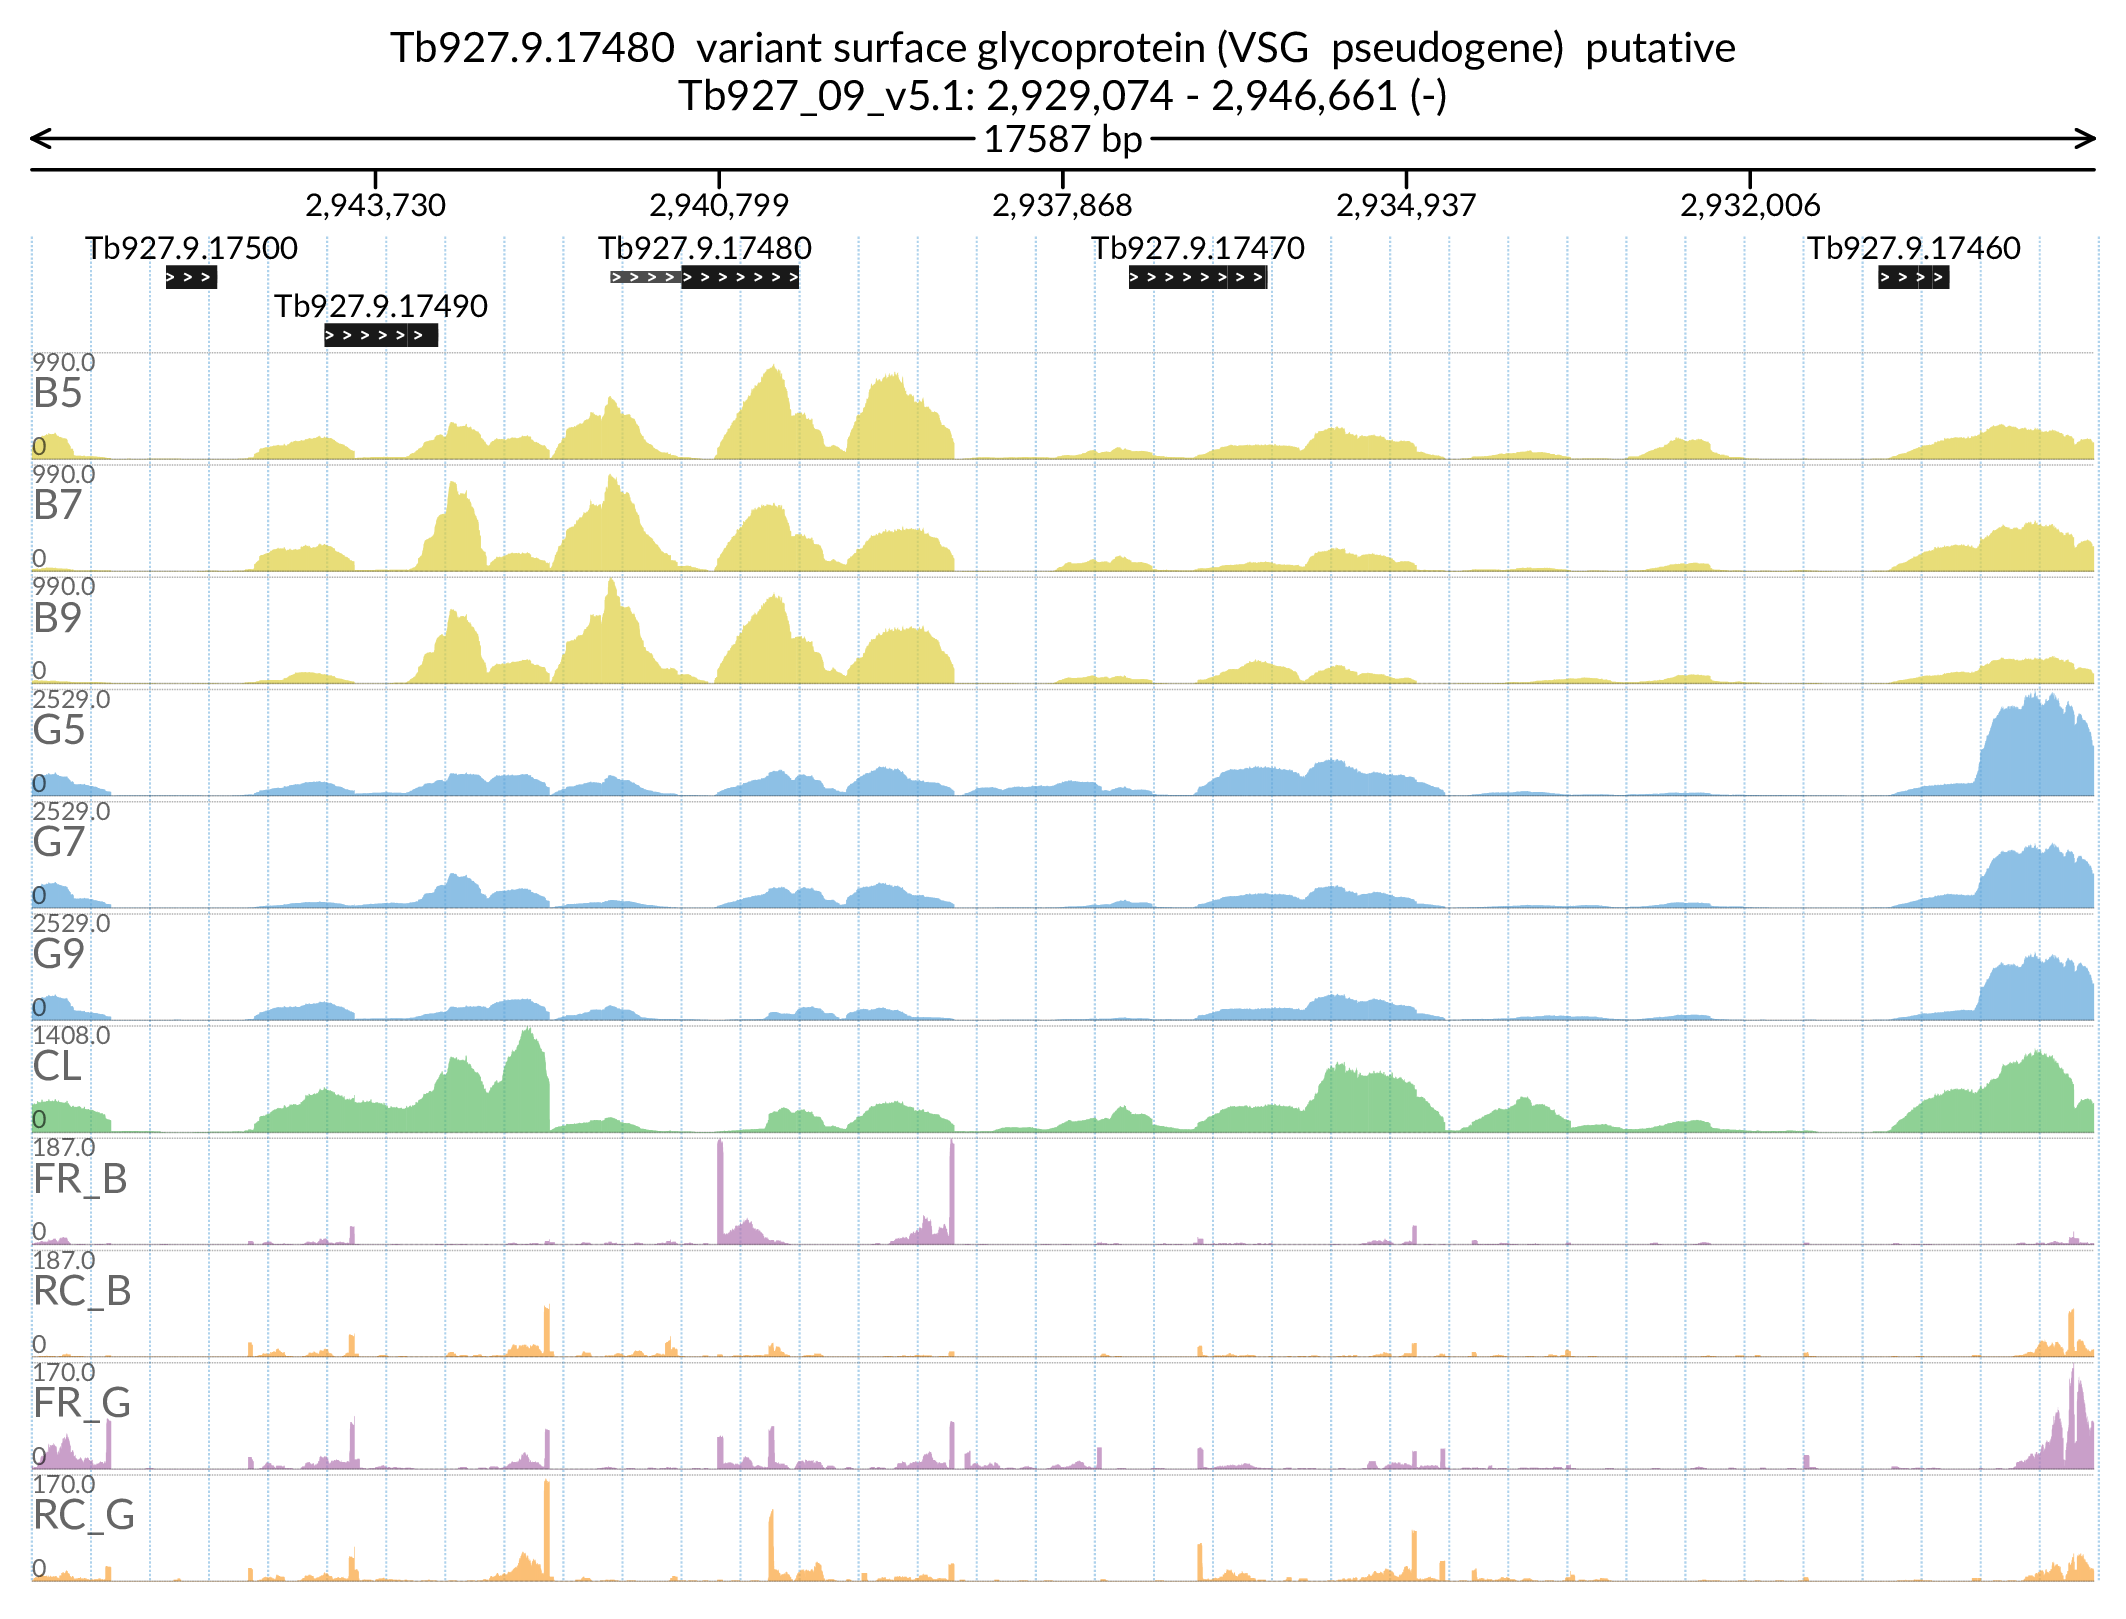 Tb927.9.17480 variant surface glycoprotein (VSG pseudogene) putative
Tb927_09_v5.1: 2,929,074 - 2,946,661 (-)
17587 bp
2,943,730 2,940,799 2,937,868 2,934,937 2,932,006
Tb927.9.17500 Tb927.9.17480 Tb927.9.17470 Tb927.9.17460
Tb927.9.17490
990.0
B5
0
990.0
B7
0
990.0
B9
0
2529.0
G5
0
2529.0
G7
0
2529.0
G9
0
1408.0
CL
0
187.0
FR_B
0
187.0
RC_B
0
170.0
FR_G
0
170.0
RC_G
0